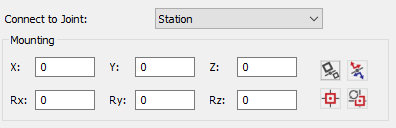 Connect to Joint: Station
Mounting
X: 0 Y: 0 Z: 0
Rx: 0 Ry: 0 Rz: 0